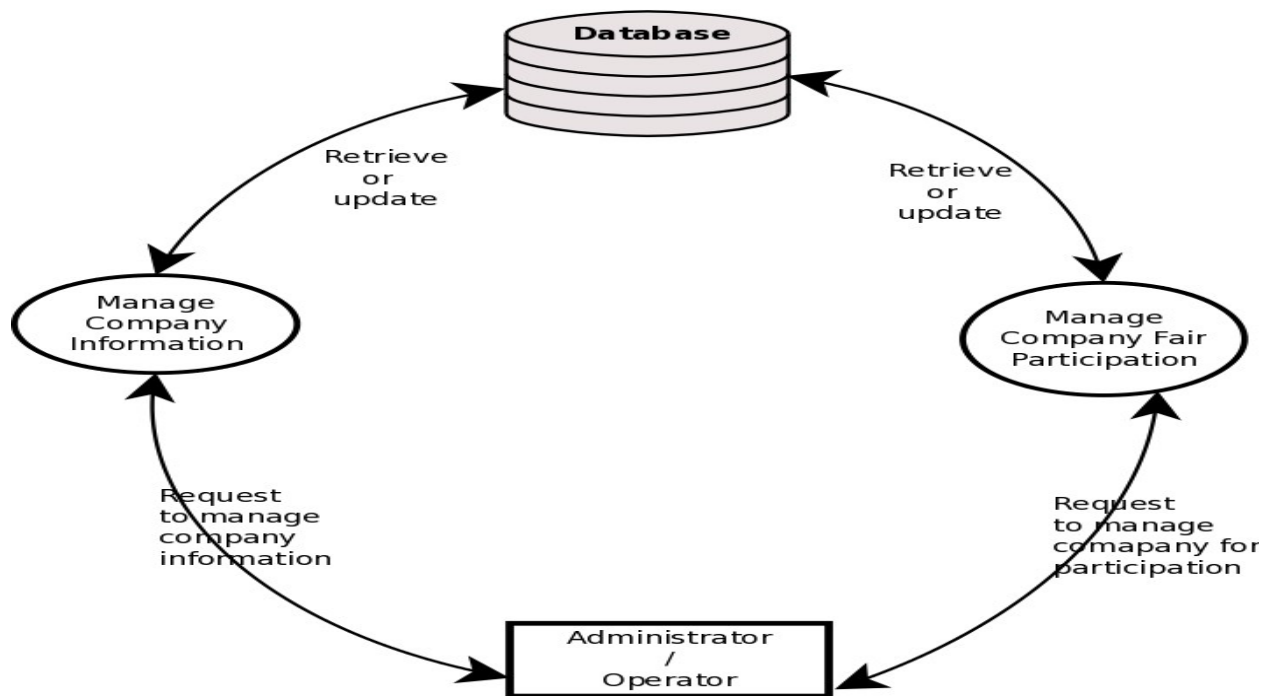 Database
Retrieve
or
update
Retrieve
or
update
Manage
Company
Information
Manage
Company Fair
Participation
Request
to manage
company
information
Request
to manage
comapany for
participation
Administrator
/
Operator